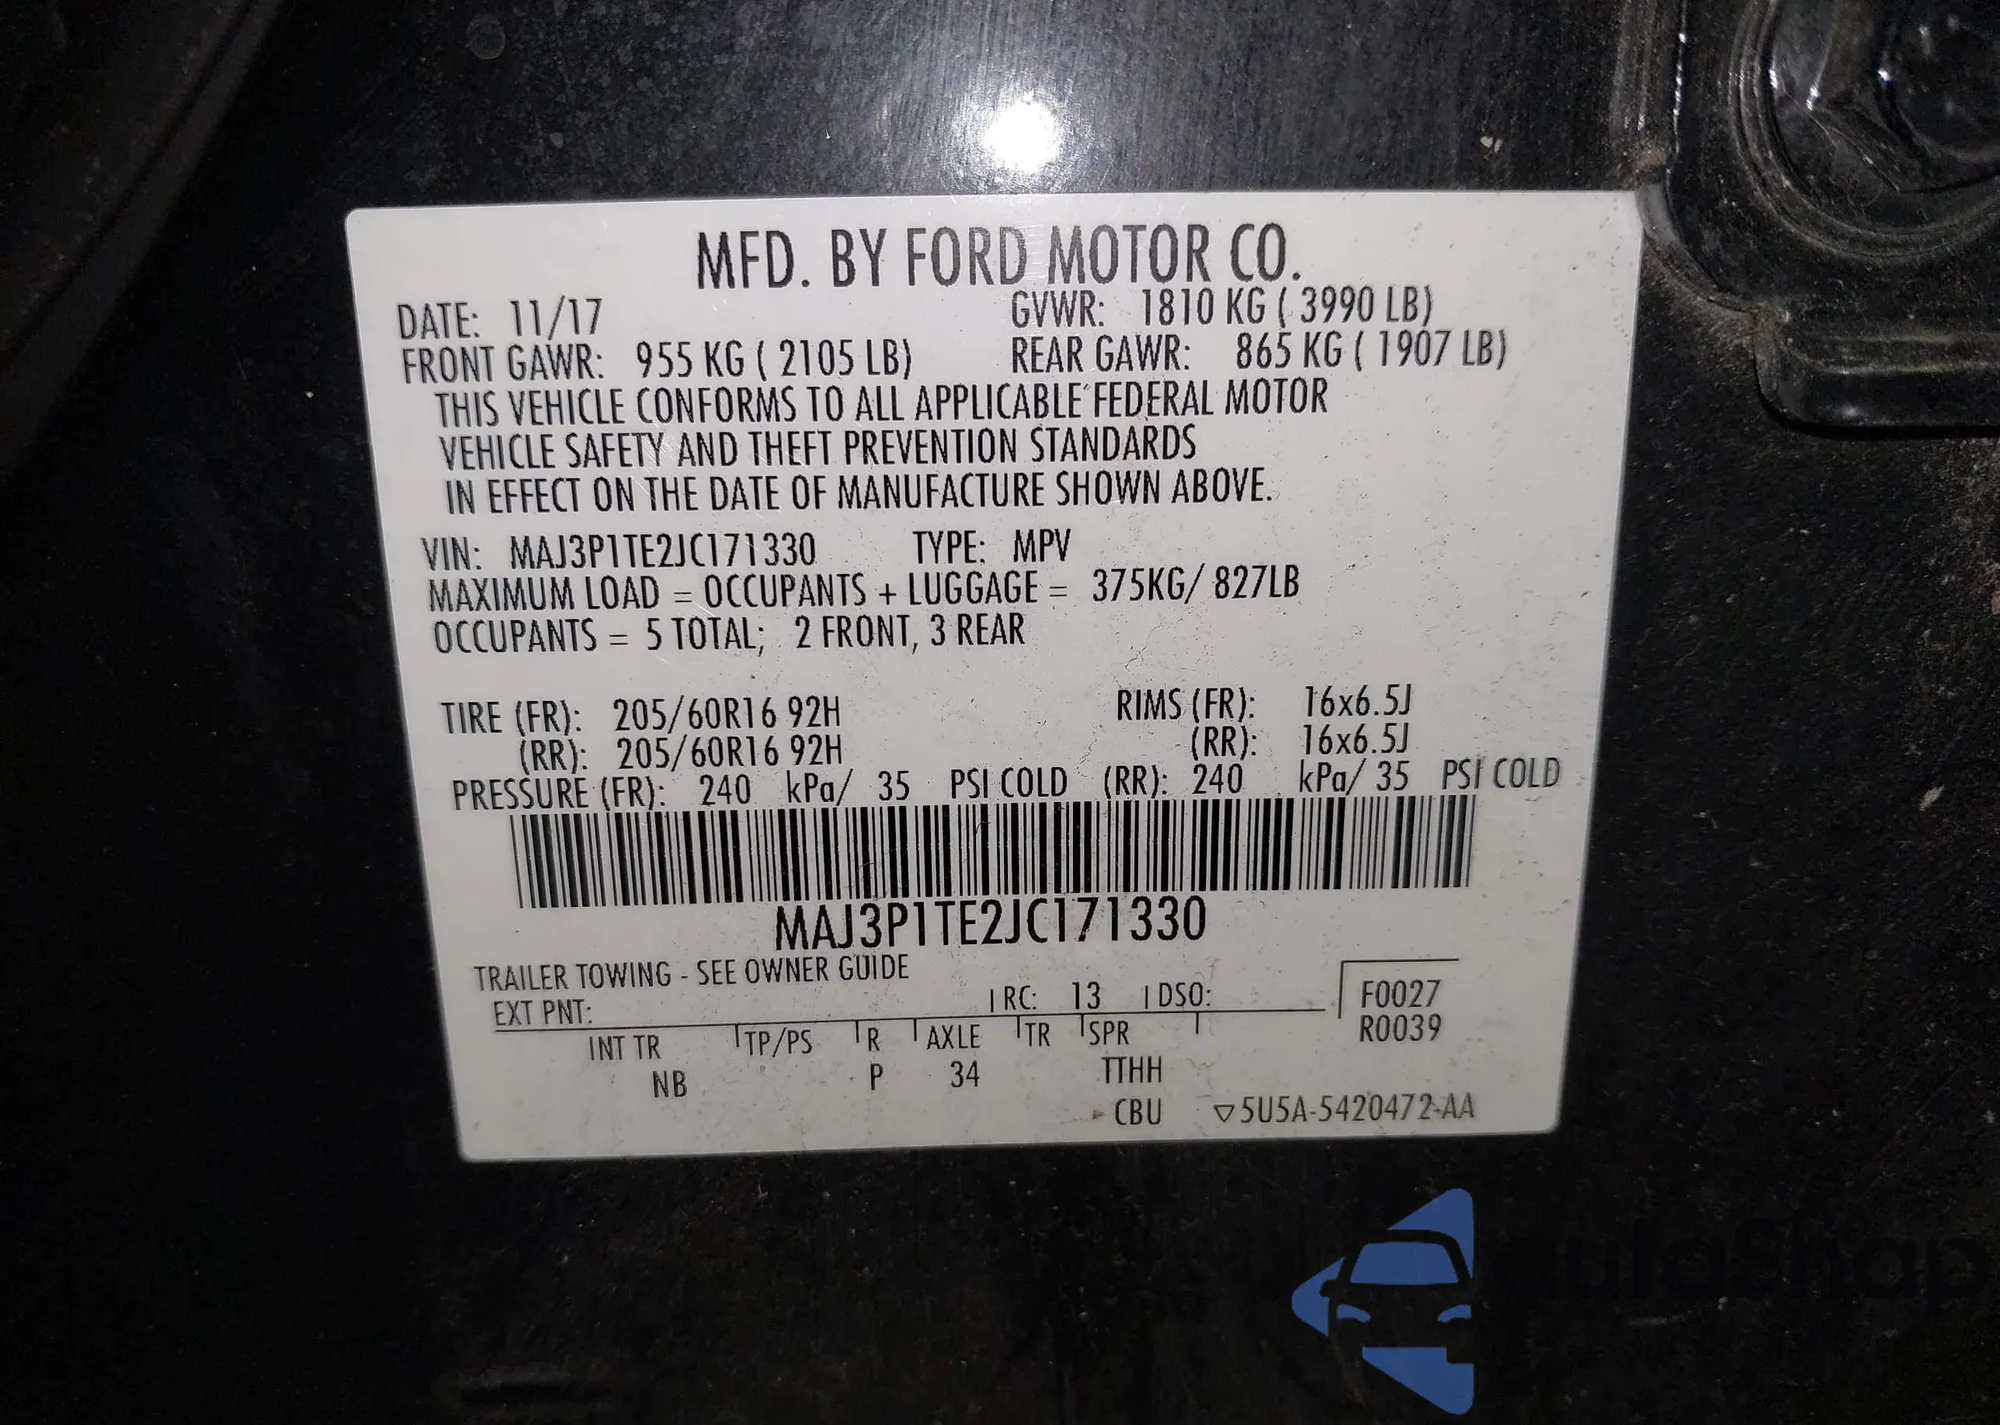 MFD. BY FORD MOTOR CO.
DATE: 11/17 GVWR: 1810 KG ( 3990 LB)
FRONT GAWR: 955 KG ( 2105 LB) REAR GAWR: 865 KG ( 1907 LB)
THIS VEHICLE CONFORMS TO ALL APPLICABLE FEDERAL MOTOR
VEHICLE SAFETY AND THEFT PREVENTION STANDARDS
IN EFFECT ON THE DATE OF MANUFACTURE SHOWN ABOVE.
VIN: MAJ3P1TE2JC171330 TYPE: MPV
MAXIMUM LOAD = OCCUPANTS + LUGGAGE = 375KG/ 827LB
OCCUPANTS = 5 TOTAL; 2 FRONT, 3 REAR
TIRE (FR): 205/60R16 92H RIMS (FR): 16x6.5J
(RR): 205/60R16 92H (RR): 16x6.5J
PRESSURE (FR): 240 kPa/ 35 PSI COLD (RR): 240 kPa/ 35 PSI COLD
MAJ3P1TE2JC171330
TRAILER TOWING - SEE OWNER GUIDE
EXT PNT: RC: 13 DSO: F0027
R0039
INT TR TP/PS R AXLE TR SPR
NB P 34 TTHH
CBU ▽5U5A-5420472-AA
autosnap